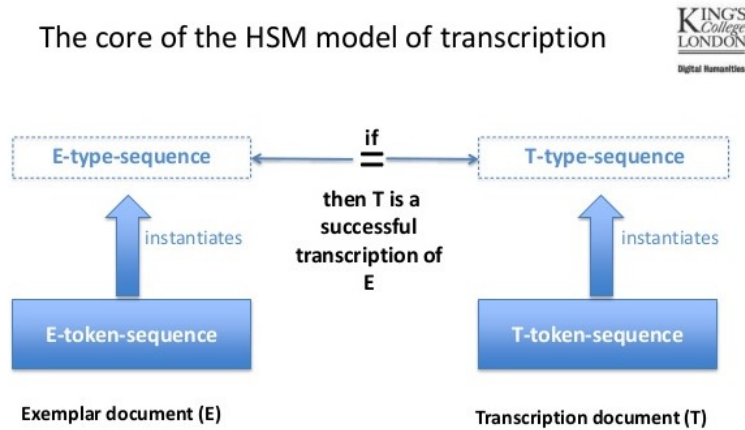 The core of the HSM model of transcription
KING'S
College
LONDON
Digital Humanities
E-type-sequence
if
=
T-type-sequence
then T is a
successful
transcription of
E
instantiates
instantiates
E-token-sequence
T-token-sequence
Exemplar document (E)
Transcription document (T)